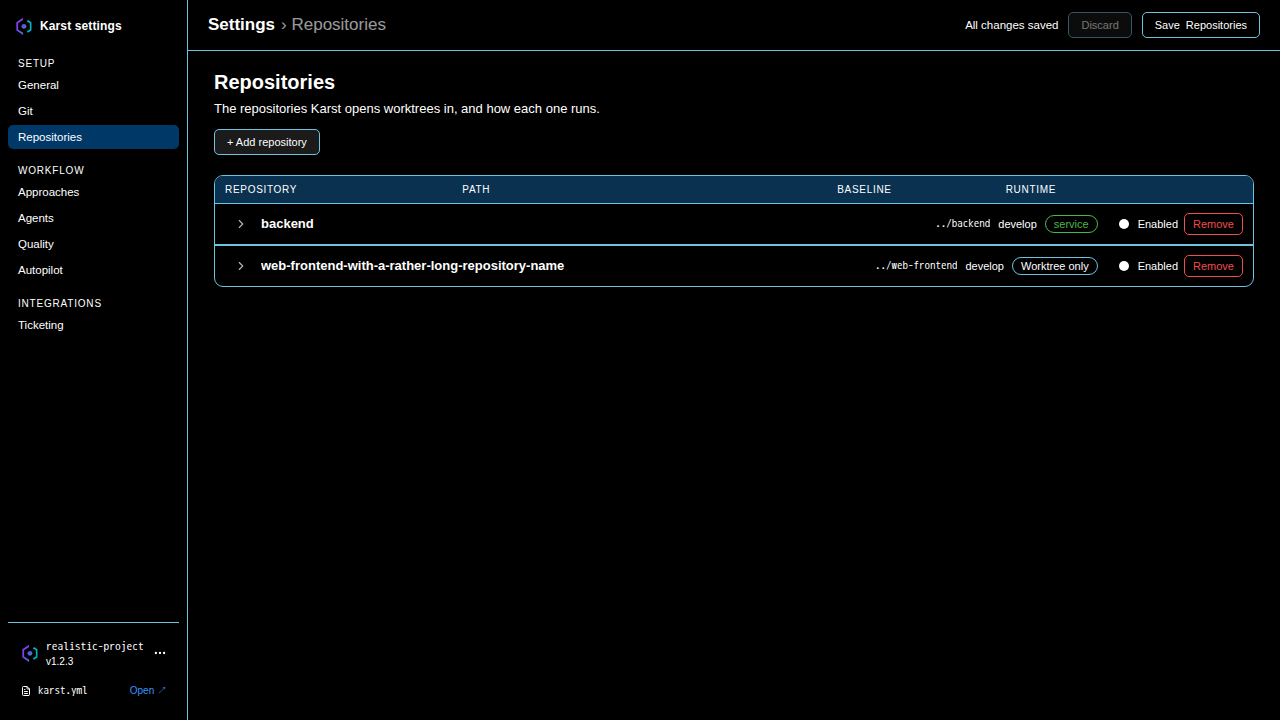 Karst settings
SETUP
General
Git
Repositories
WORKFLOW
Approaches
Agents
Quality
Autopilot
INTEGRATIONS
Ticketing
realistic-project
v1.2.3
karst.yml Open ↗
Settings › Repositories
All changes saved Discard Save Repositories
Repositories
The repositories Karst opens worktrees in, and how each one runs.
+ Add repository
REPOSITORY PATH BASELINE RUNTIME
backend ../backend develop service Enabled Remove
web-frontend-with-a-rather-long-repository-name ../web-frontend develop Worktree only Enabled Remove